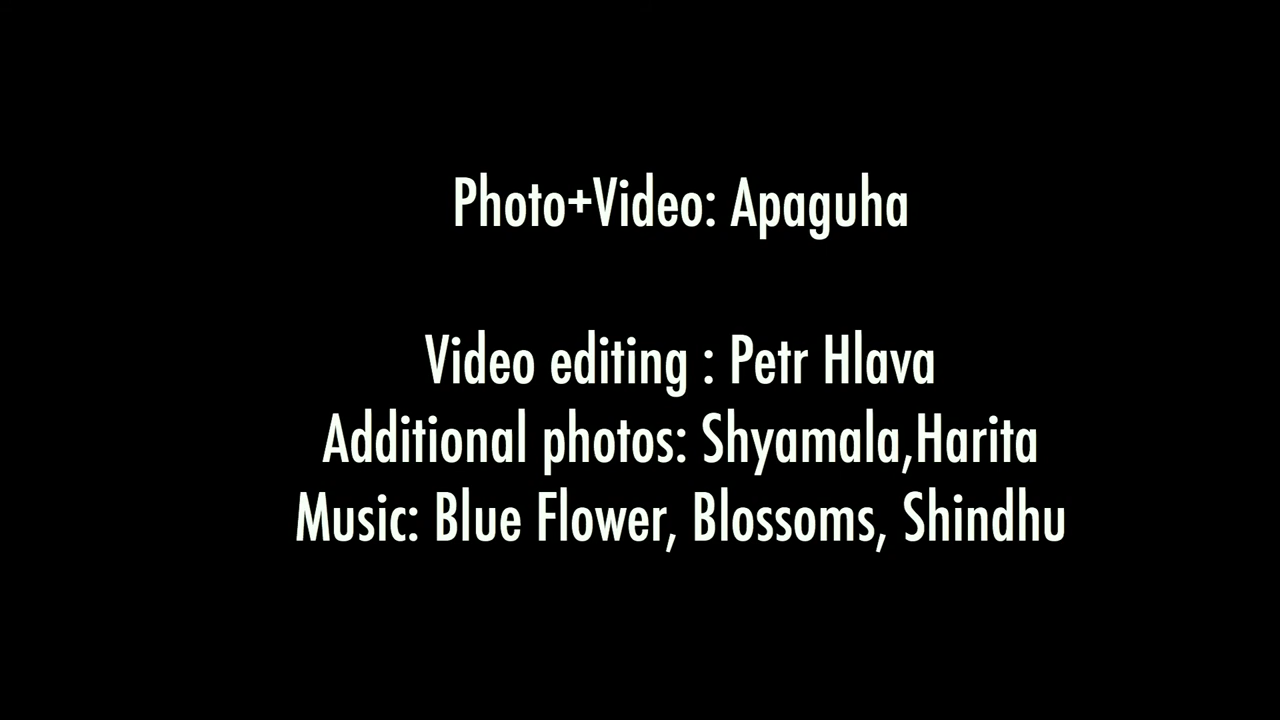 Photo+Video: Apaguha
Video editing : Petr Hlava
Additional photos: Shyamala,Harita
Music: Blue Flower, Blossoms, Shindhu